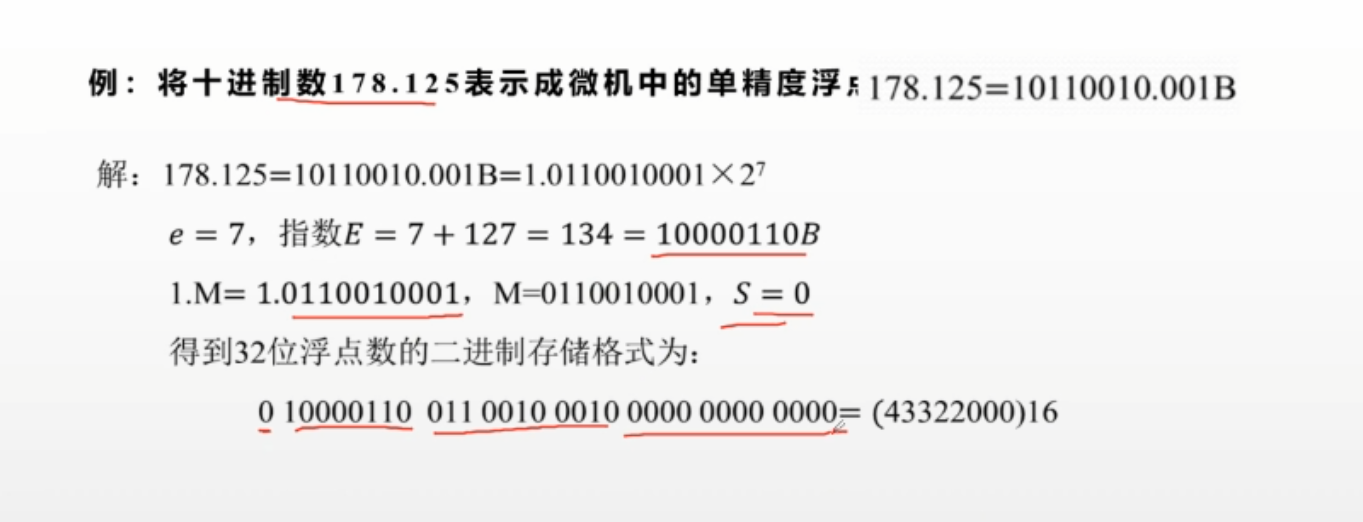 例：将十进制数178.125表示成微机中的单精度浮 178.125=10110010.001B
解：178.125=10110010.001B=1.0110010001×2⁷
e = 7，指数E = 7 + 127 = 134 = 10000110B
1.M= 1.0110010001，M=0110010001，S = 0
得到32位浮点数的二进制存储格式为：
0 10000110 011 0010 0010 0000 0000 0000= (43322000)16